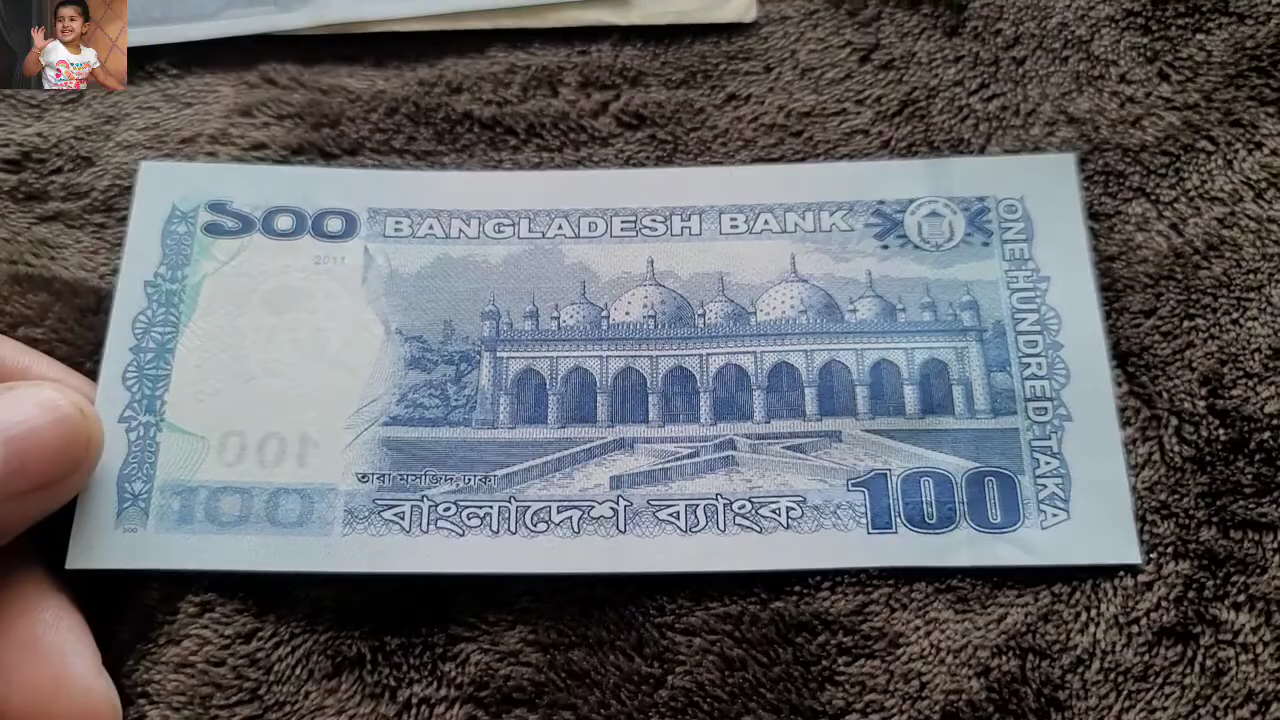 ১০০
BANGLADESH BANK
2011
ONE HUNDRED TAKA
100
তারা মসজিদ, ঢাকা
100
বাংলাদেশ ব্যাংক
100